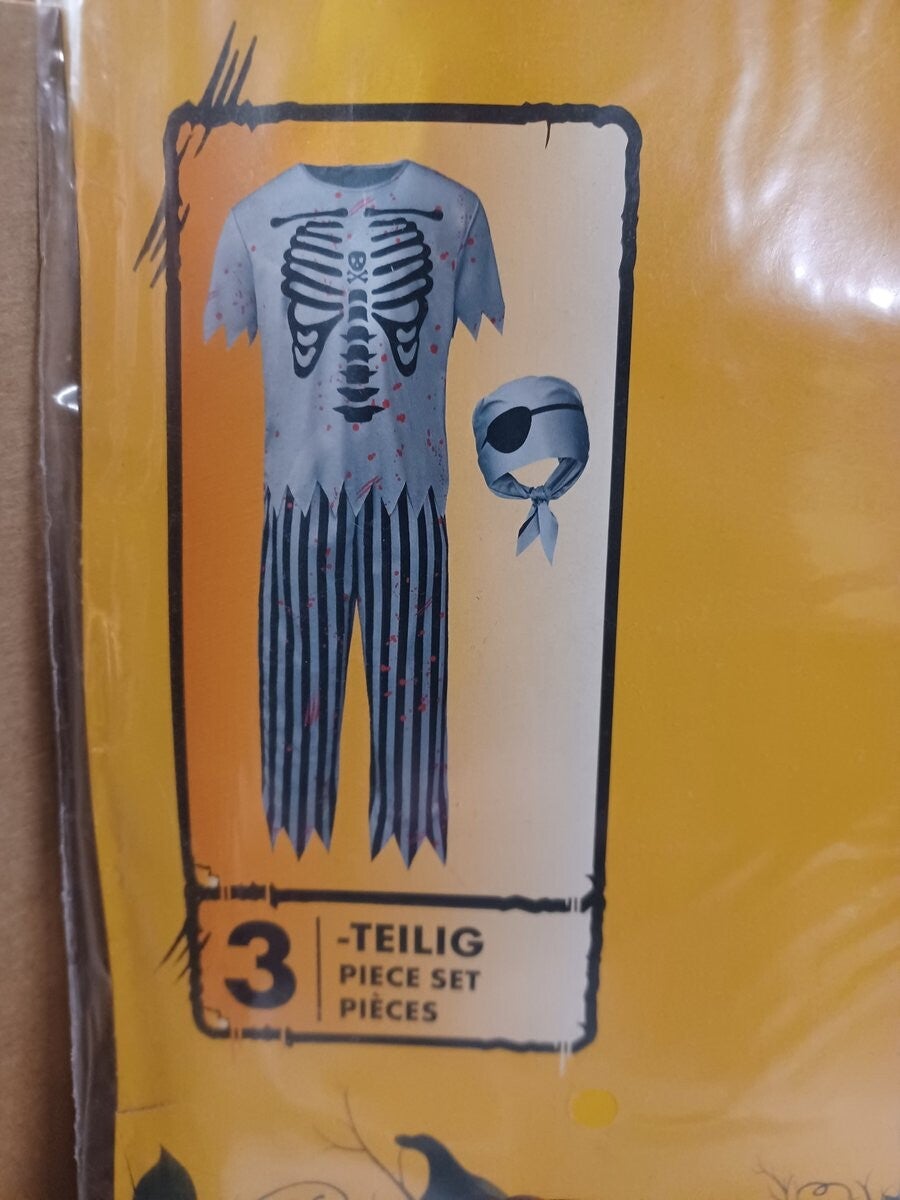 3
-TEILIG
PIECE SET
PIÈCES